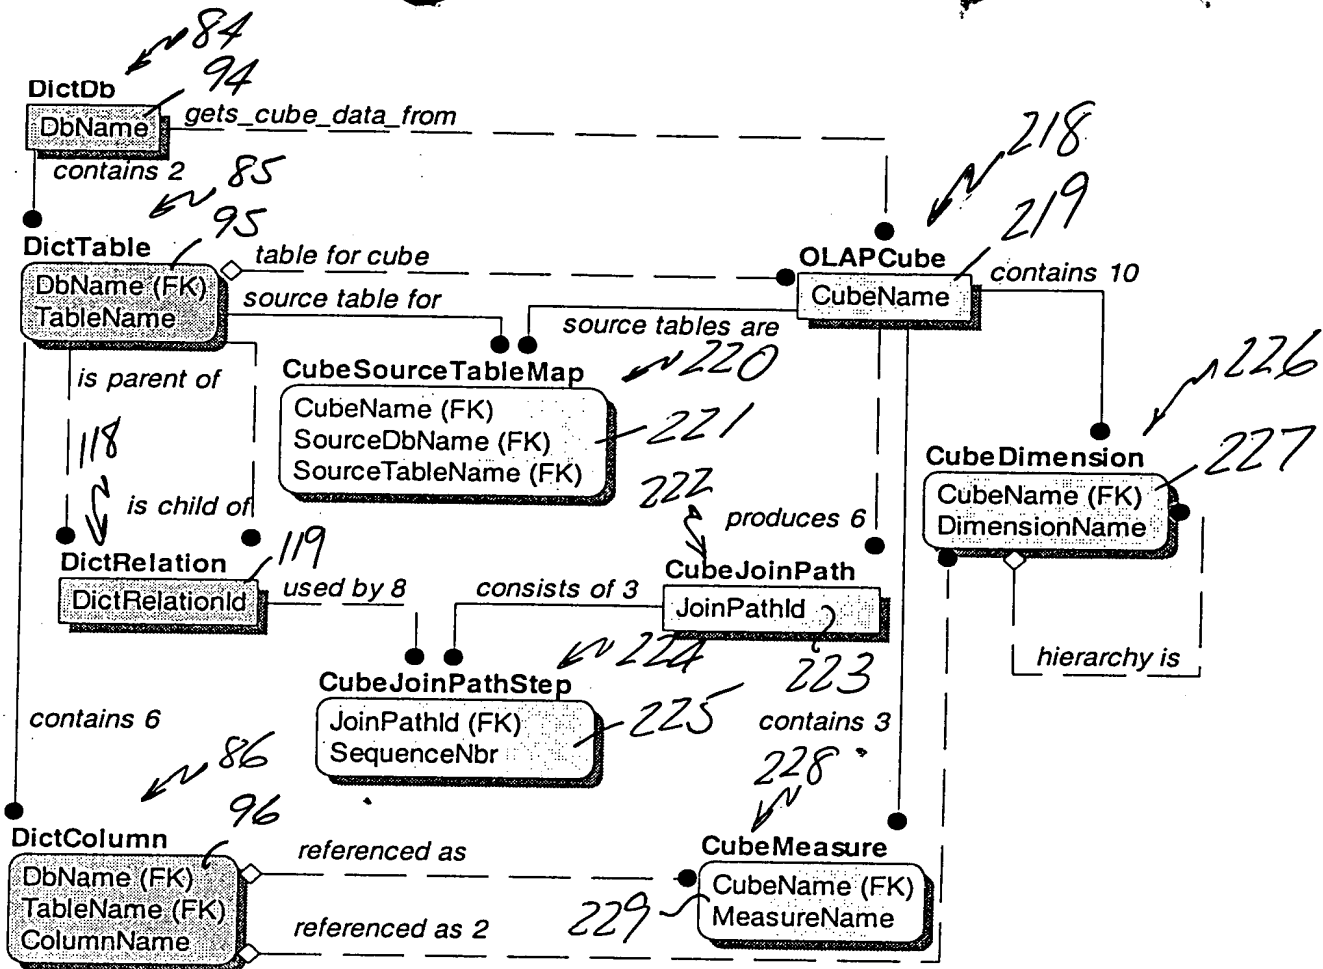 84
DictDb
94
DbName
gets_cube_data_from
contains 2
85
218
95
219
DictTable
table for cube
OLAPCube
contains 10
DbName (FK)
TableName
source table for
CubeName
source tables are
CubeSourceTableMap
220
226
is parent of
CubeName (FK)
SourceDbName (FK)
SourceTableName (FK)
221
118
222
CubeDimension
227
CubeName (FK)
DimensionName
is child of
produces 6
DictRelation
119
CubeJoinPath
DictRelationId
used by 8
consists of 3
JoinPathId
224
223
hierarchy is
CubeJoinPathStep
JoinPathId (FK)
SequenceNbr
225
contains 6
contains 3
86
228
96
DictColumn
referenced as
CubeMeasure
DbName (FK)
TableName (FK)
ColumnName
CubeName (FK)
MeasureName
229
referenced as 2